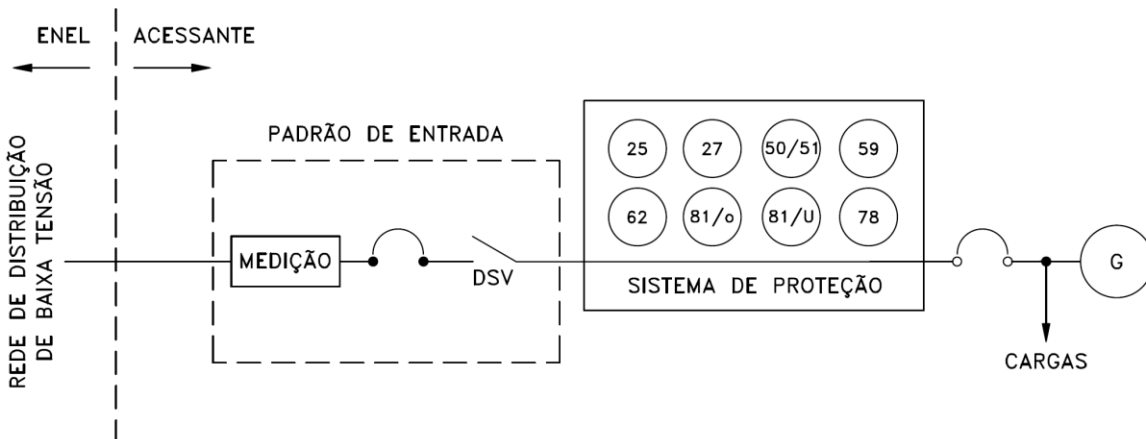 ENEL
ACESSANTE
REDE DE DISTRIBUIÇÃO
DE BAIXA TENSÃO
PADRÃO DE ENTRADA
MEDIÇÃO
DSV
25
27
50/51
59
62
81/o
81/U
78
SISTEMA DE PROTEÇÃO
G
CARGAS